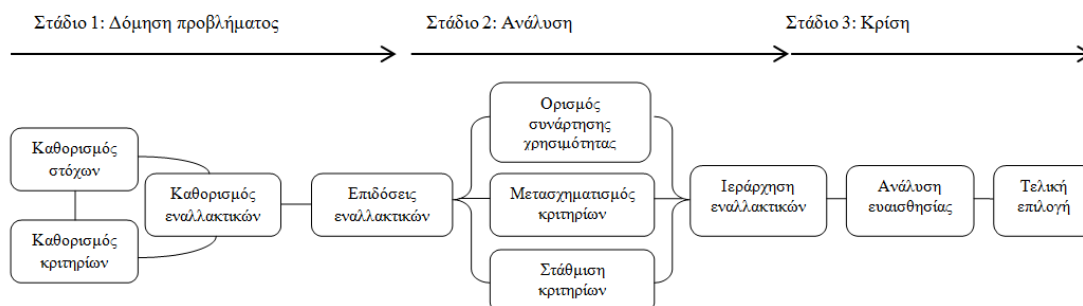 Στάδιο 1: Δόμηση προβλήματος
Στάδιο 2: Ανάλυση
Στάδιο 3: Κρίση
Καθορισμός
στόχων
Καθορισμός
κριτηρίων
Καθορισμός
εναλλακτικών
Επιδόσεις
εναλλακτικών
Ορισμός
συνάρτησης
χρησιμότητας
Μετασχηματισμός
κριτηρίων
Στάθμιση
κριτηρίων
Ιεράρχηση
εναλλακτικών
Ανάλυση
ευαισθησίας
Τελική
επιλογή